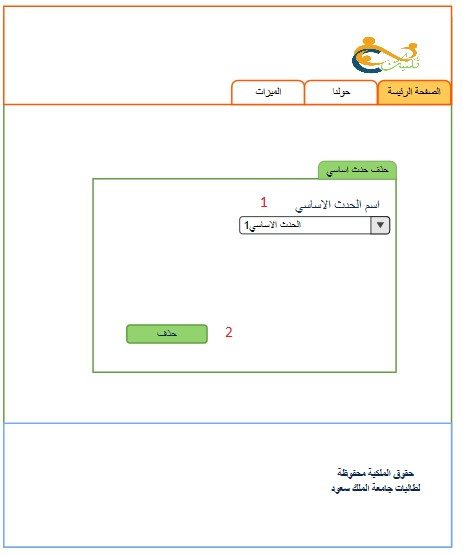 الصفحة الرئيسة
حولنا
الميزات
حذف حدث اساسي
اسم الحدث الاساسي 1
الحدث الاساسي1
حذف 2
حقوق الملكية محفوظة
لطالبات جامعة الملك سعود